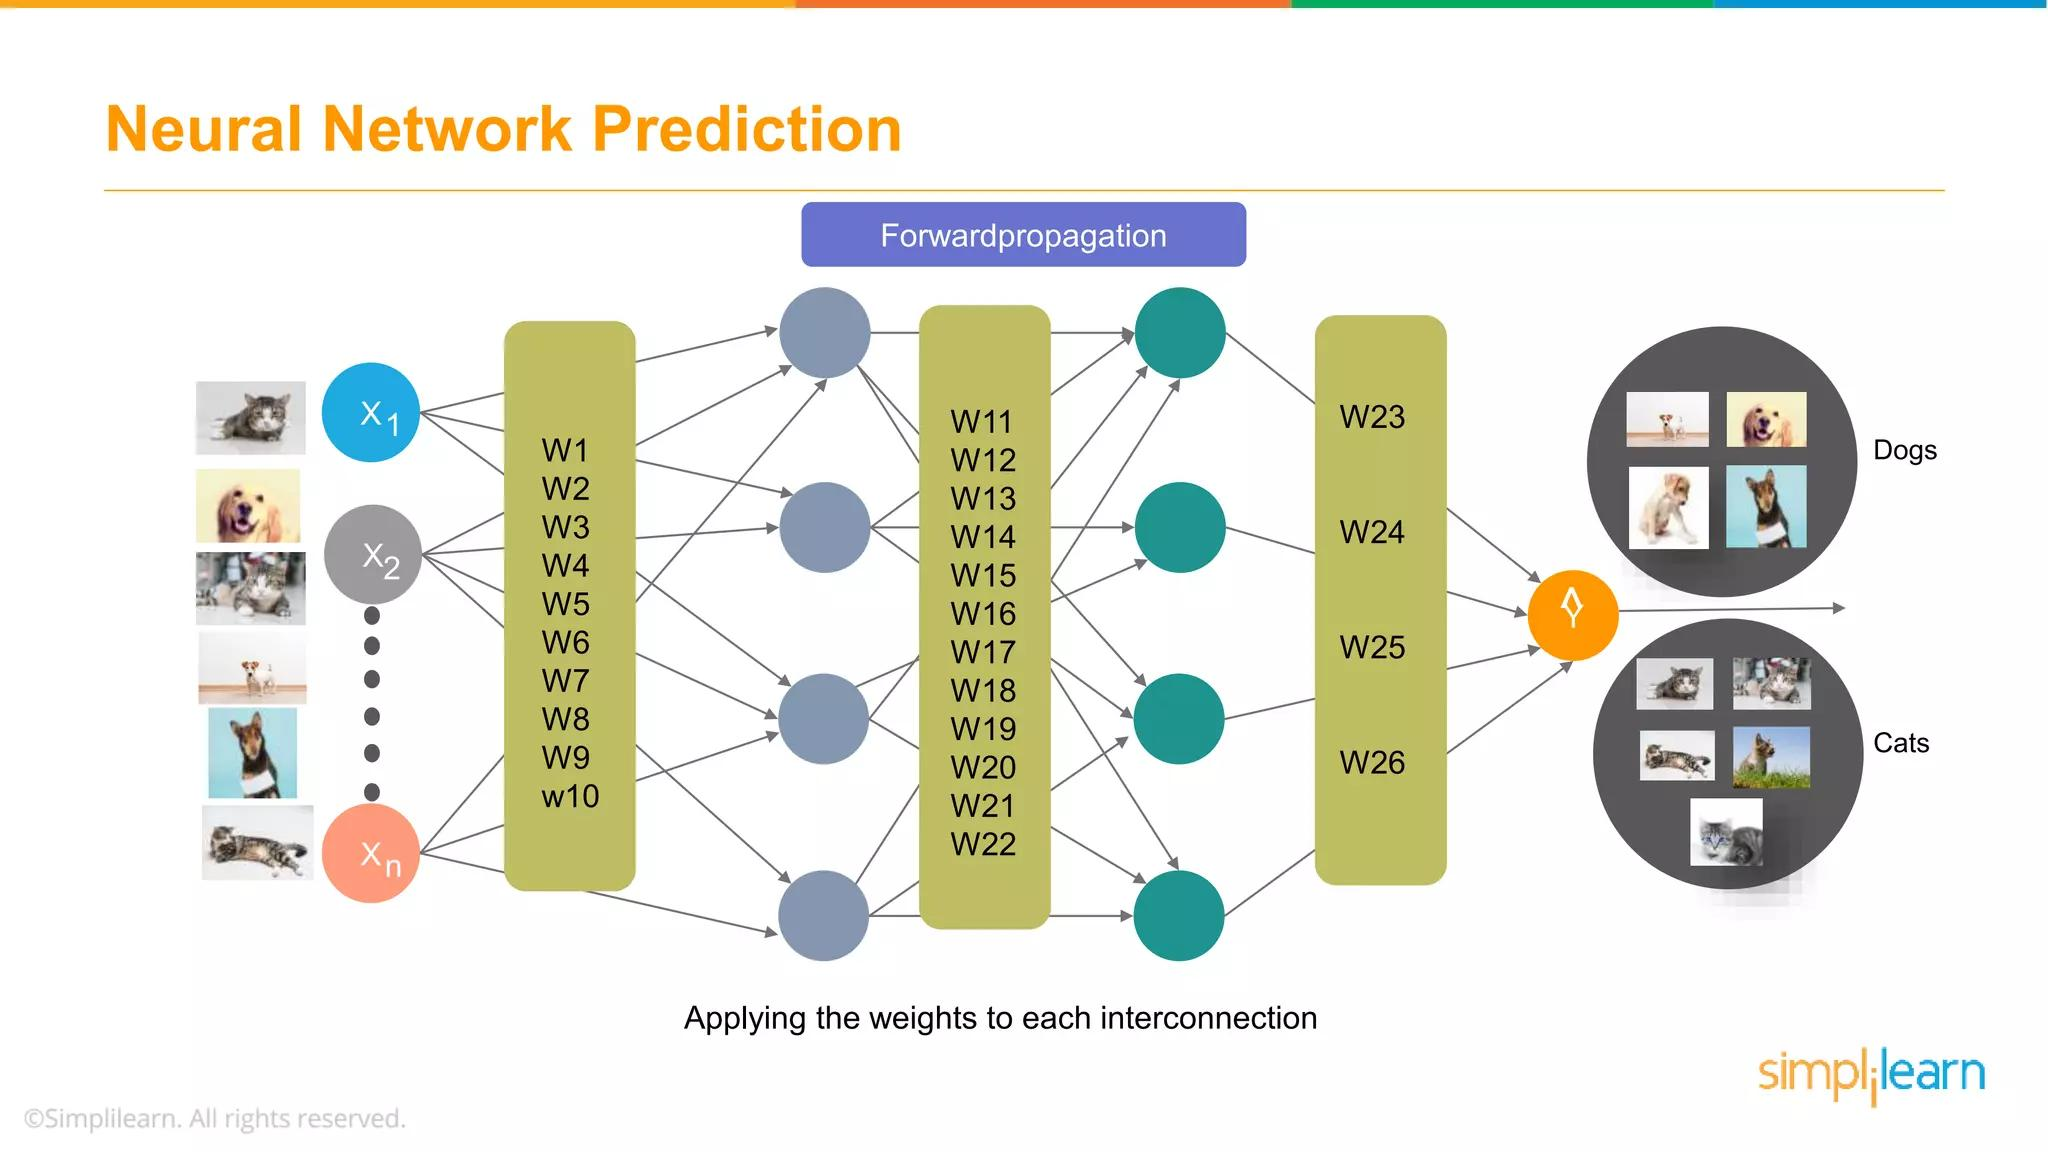 Neural Network Prediction
Forwardpropagation
X1
X2
Xn
W1
W2
W3
W4
W5
W6
W7
W8
W9
w10
W11
W12
W13
W14
W15
W16
W17
W18
W19
W20
W21
W22
W23
W24
W25
W26
Ŷ
Dogs
Cats
Applying the weights to each interconnection
simplilearn
©Simplilearn. All rights reserved.